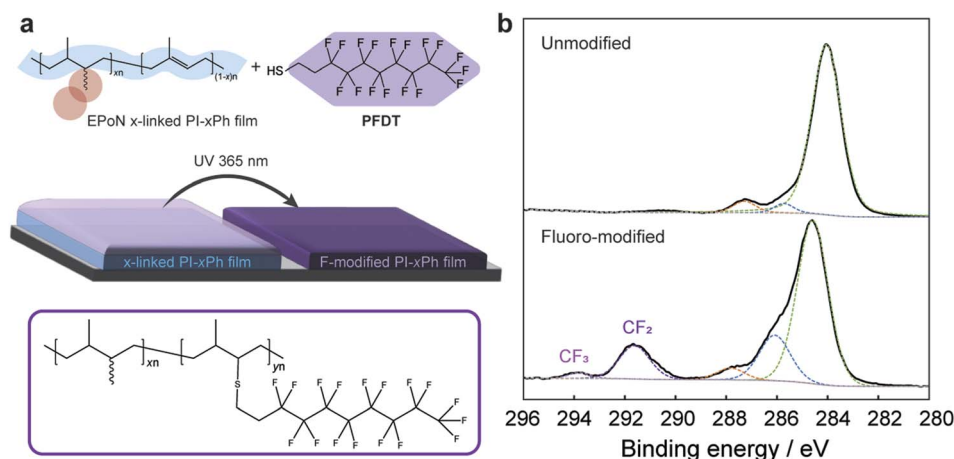 a
xn
(1-x)n
+
HS
F F F F F F F F
F
F F F F F F F F
EPoN x-linked PI-xPh film
PFDT
UV 365 nm
x-linked PI-xPh film
F-modified PI-xPh film
xn
yn
S
F F F F F F F F
F
F F F F F F F F
b
Unmodified
Fluoro-modified
CF₃
CF₂
296 294 292 290 288 286 284 282 280
Binding energy / eV